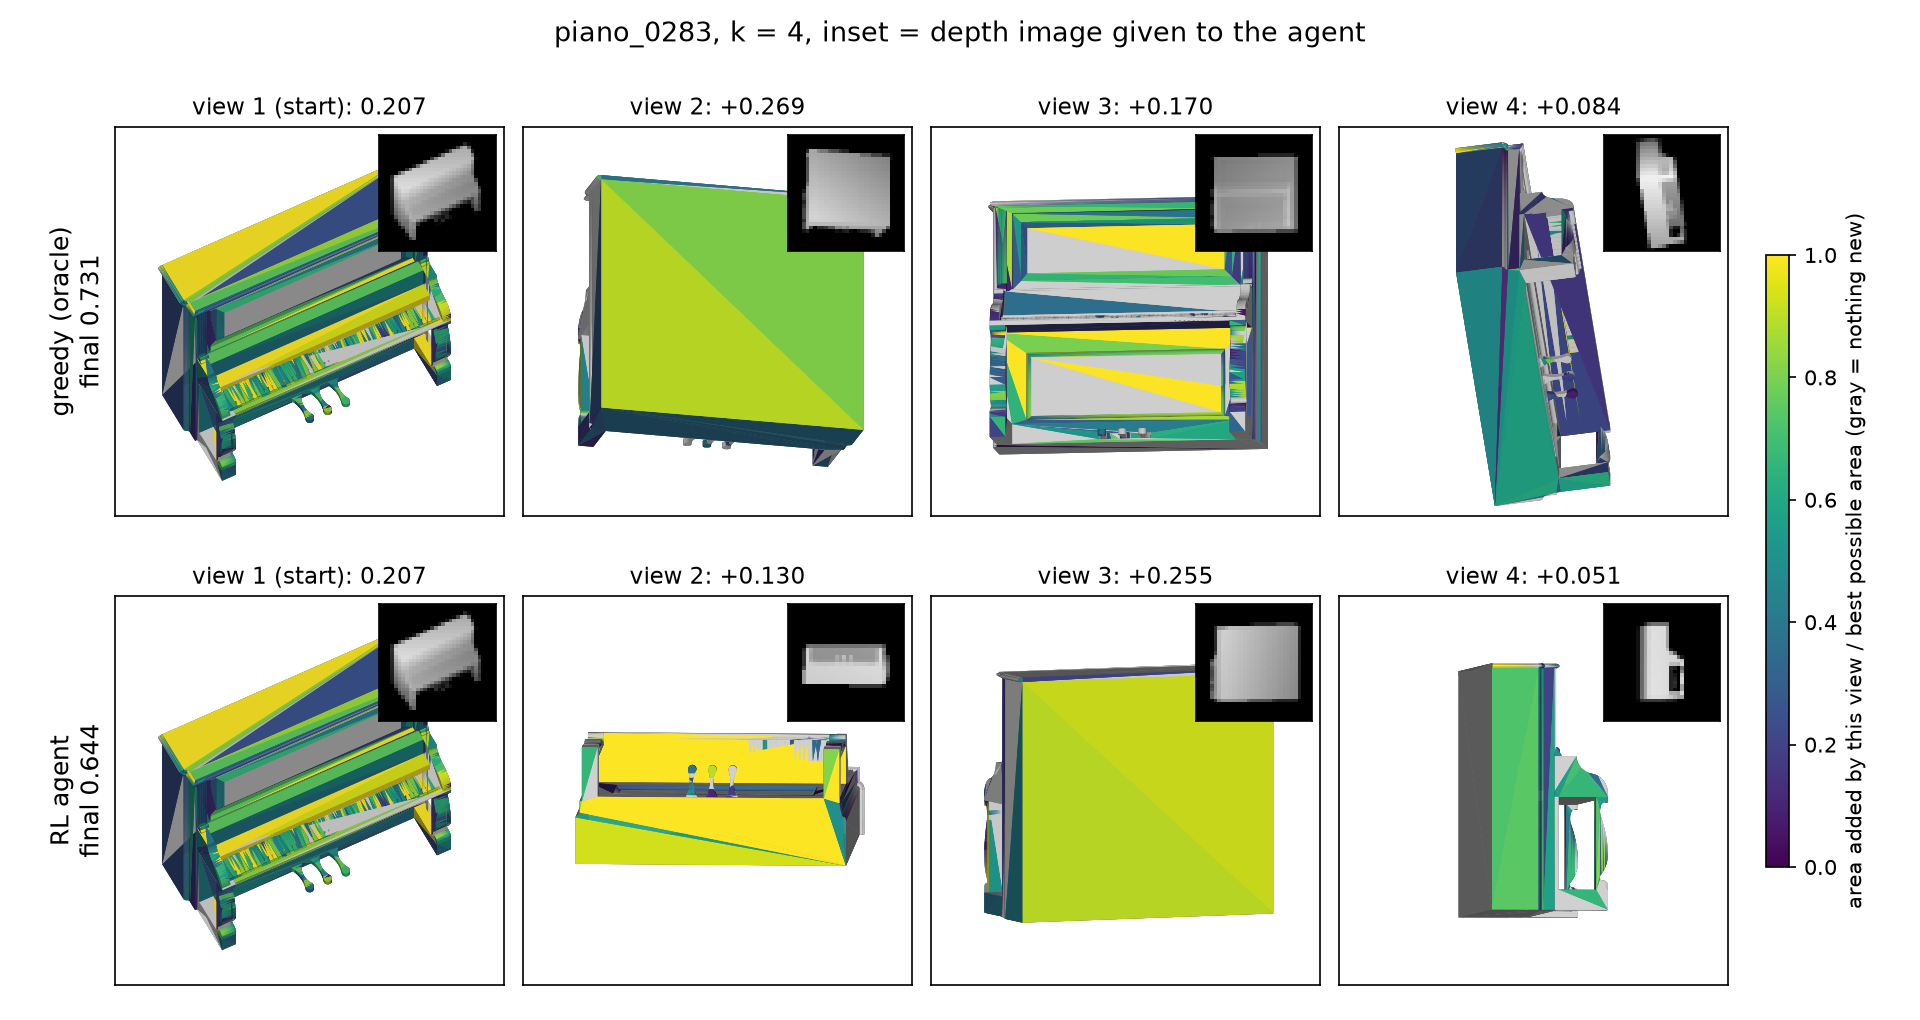 piano_0283, k = 4, inset = depth image given to the agent
greedy (oracle)
final 0.731
view 1 (start): 0.207
view 2: +0.269
view 3: +0.170
view 4: +0.084
RL agent
final 0.644
view 1 (start): 0.207
view 2: +0.130
view 3: +0.255
view 4: +0.051
1.0
0.8
0.6
0.4
0.2
0.0
area added by this view / best possible area (gray = nothing new)